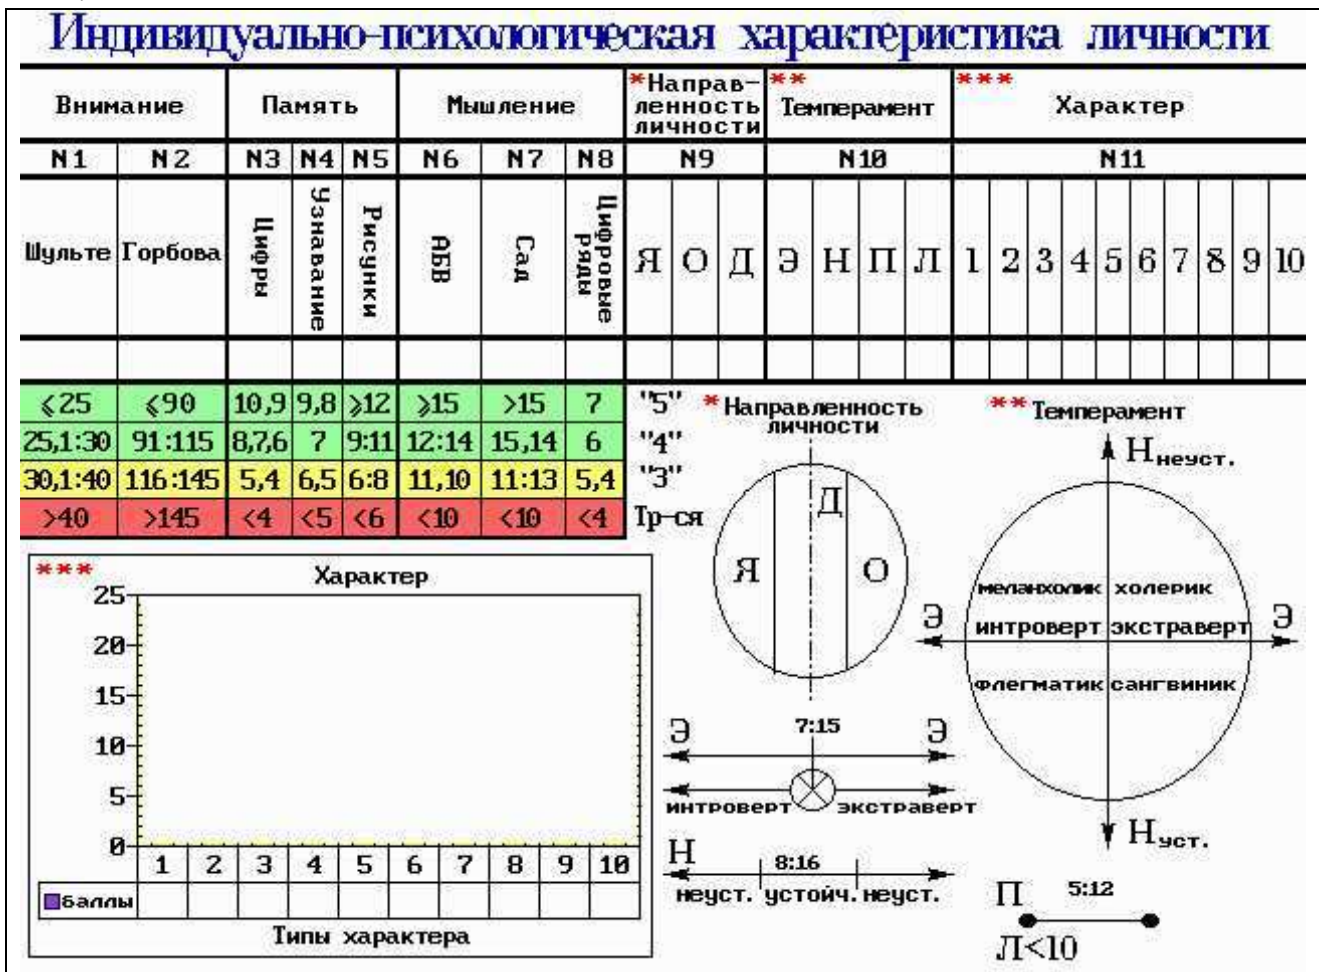 Индивидуально-психологическая характеристика личности
Внимание Память Мышление *Направ- ** Темперамент *** Характер
ленность
личности
N1 N2 N3 N4 N5 N6 N7 N8 N9 N10 N11
Шульте Горбова Цифры Узнавание Рисунки АБВ Сад Цифровые ряды Я О Д Э Н П Л 1 2 3 4 5 6 7 8 9 10
⩽25 ⩽90 10,9 9,8 ⩾12 ⩾15 >15 7 "5"
25,1:30 91:115 8,7,6 7 9:11 12:14 15,14 6 "4"
30,1:40 116:145 5,4 6,5 6:8 11,10 11:13 5,4 "3"
>40 >145 <4 <5 <6 <10 <10 <4 Тр-ся
* Направленность
личности
Я Д О
** Темперамент
Ннеуст.
меланхолик холерик
Э интроверт экстраверт Э
флегматик сангвиник
Нуст.
*** Характер
25
20
15
10
5
0
1 2 3 4 5 6 7 8 9 10
баллы
Типы характера
Э 7:15 Э
интроверт экстраверт
Н 8:16
неуст. устойч. неуст.
П 5:12
Л<10